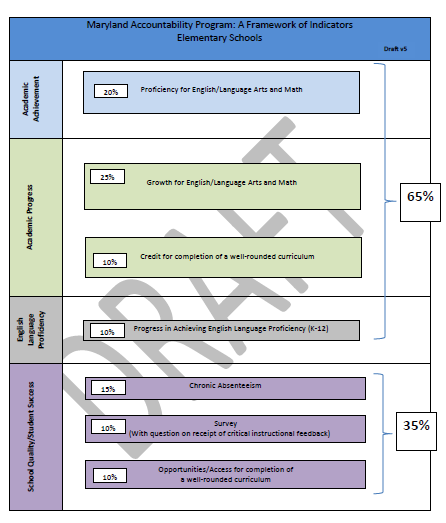 Maryland Accountability Program: A Framework of Indicators
Elementary Schools
Draft v5
Academic
Achievement
20%
Proficiency for English/Language Arts and Math
Academic Progress
25%
Growth for English/Language Arts and Math
10%
Credit for completion of a well-rounded curriculum
65%
English
Language
Proficiency
10%
Progress in Achieving English Language Proficiency (K-12)
School Quality/Student Success
15%
Chronic Absenteeism
10%
Survey
(With question on receipt of critical instructional feedback)
10%
Opportunities/Access for completion of
a well-rounded curriculum
35%
DRAFT